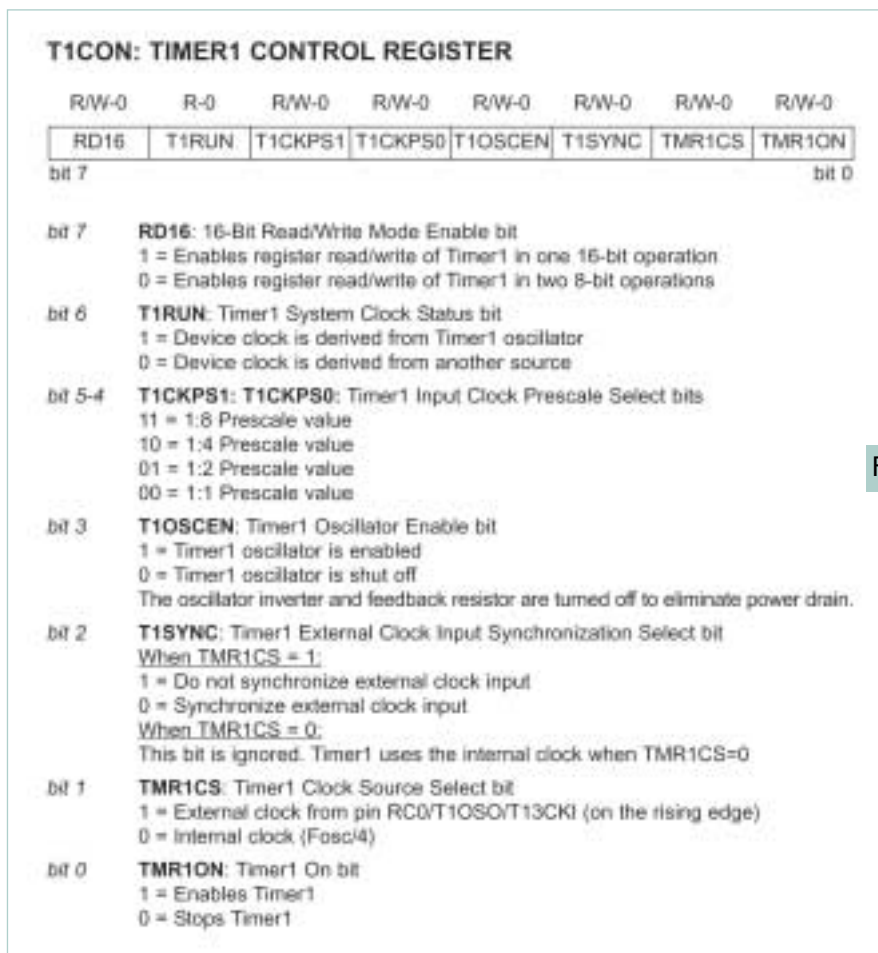 T1CON: TIMER1 CONTROL REGISTER
R/W-0 R-0 R/W-0 R/W-0 R/W-0 R/W-0 R/W-0 R/W-0
RD16 T1RUN T1CKPS1 T1CKPS0 T1OSCEN T1SYNC TMR1CS TMR1ON
bit 7 bit 0
bit 7 RD16: 16-Bit Read/Write Mode Enable bit
1 = Enables register read/write of Timer1 in one 16-bit operation
0 = Enables register read/write of Timer1 in two 8-bit operations
bit 6 T1RUN: Timer1 System Clock Status bit
1 = Device clock is derived from Timer1 oscillator
0 = Device clock is derived from another source
bit 5-4 T1CKPS1: T1CKPS0: Timer1 Input Clock Prescale Select bits
11 = 1:8 Prescale value
10 = 1:4 Prescale value
01 = 1:2 Prescale value
00 = 1:1 Prescale value
F
bit 3 T1OSCEN: Timer1 Oscillator Enable bit
1 = Timer1 oscillator is enabled
0 = Timer1 oscillator is shut off
The oscillator inverter and feedback resistor are turned off to eliminate power drain.
bit 2 T1SYNC: Timer1 External Clock Input Synchronization Select bit
When TMR1CS = 1:
1 = Do not synchronize external clock input
0 = Synchronize external clock input
When TMR1CS = 0:
This bit is ignored. Timer1 uses the internal clock when TMR1CS=0
bit 1 TMR1CS: Timer1 Clock Source Select bit
1 = External clock from pin RC0/T1OSO/T13CKI (on the rising edge)
0 = Internal clock (Fosc/4)
bit 0 TMR1ON: Timer1 On bit
1 = Enables Timer1
0 = Stops Timer1